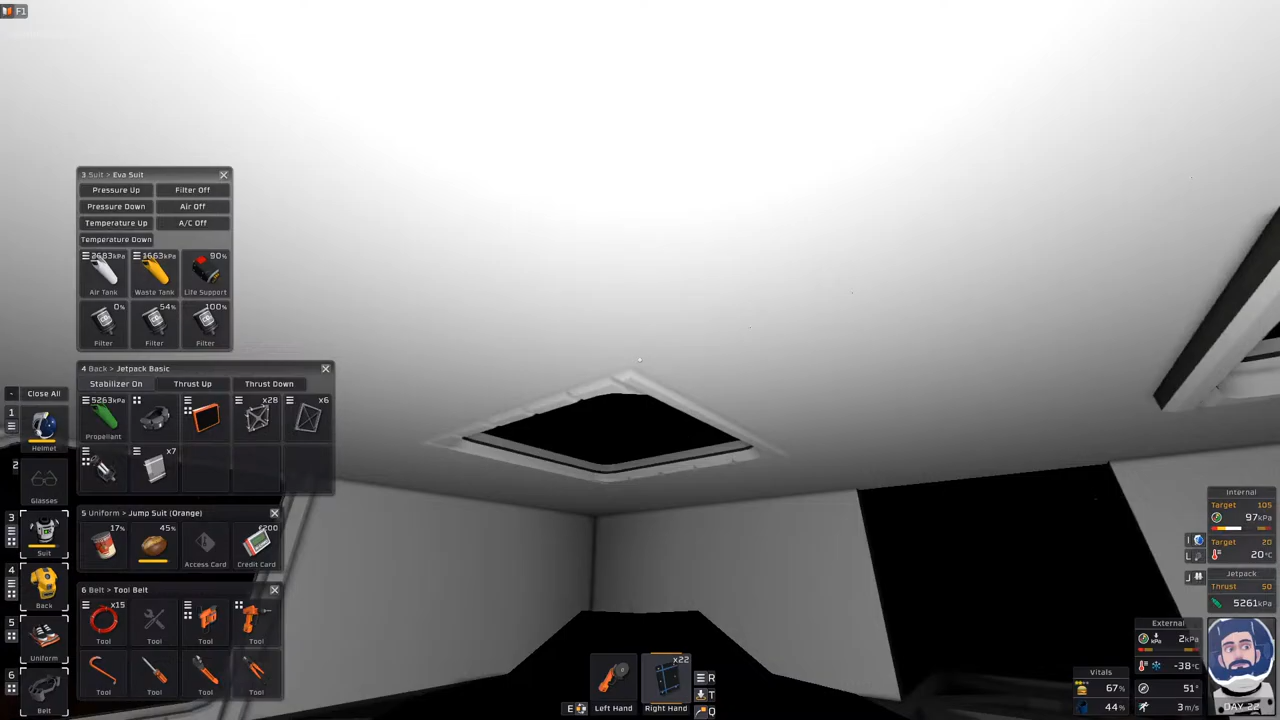 F1
3 Suit > Eva Suit
Pressure Up
Filter Off
Pressure Down
Air Off
Temperature Up
A/C Off
Temperature Down
2683kPa
3663kPa
90%
Air Tank
Waste Tank
Life Support
0%
54%
100%
Filter
Filter
Filter
4 Back > Jetpack Basic
Stabilizer On
Thrust Up
Thrust Down
5263kPa
x28
x6
Propellant
x7
5 Uniform > Jump Suit (Orange)
17%
45%
€200
Access Card
Credit Card
6 Belt > Tool Belt
x15
Tool
Tool
Tool
Tool
Tool
Tool
Tool
Tool
-
Close All
1
Helmet
2
Glasses
3
Suit
4
Back
5
Uniform
6
Belt
x22
R
T
E
Left Hand
Right Hand
Q
Internal
Target 105
97kPa
Target 20
20°C
I
L
J
Jetpack
Thrust 50
5261kPa
External
kPa
2kPa
-38°C
Vitals
67%
51°
44%
3m/s
DAY 22